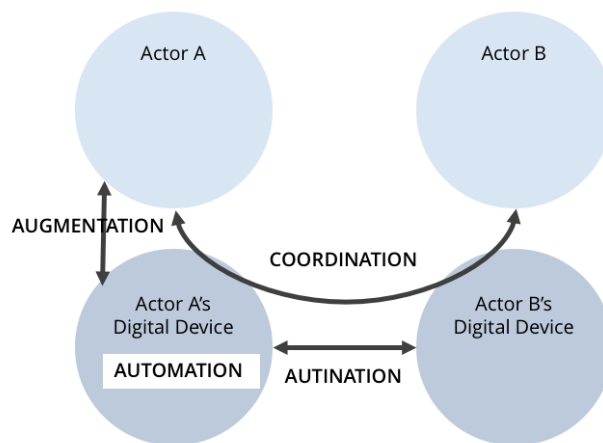 Actor A
Actor B
AUGMENTATION
COORDINATION
Actor A's
Digital Device
Actor B's
Digital Device
AUTOMATION
AUTINATION